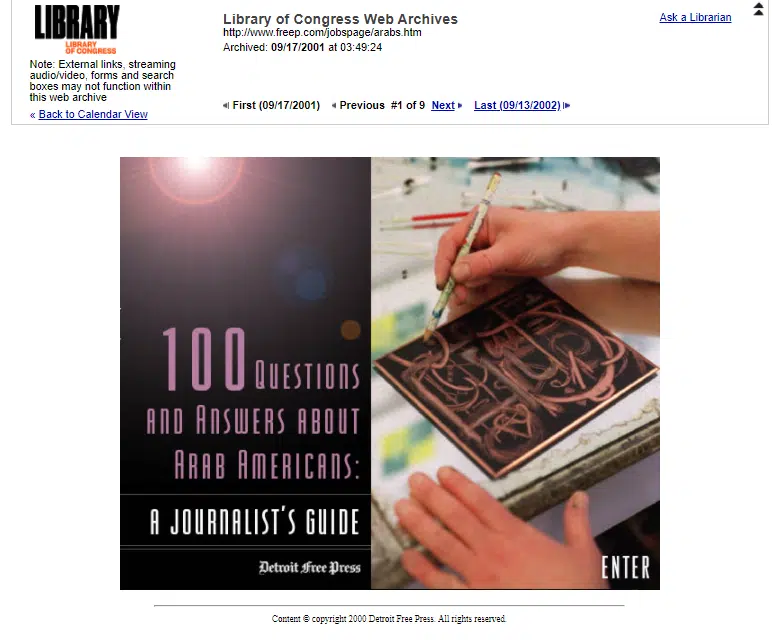 LIBRARY
LIBRARY
OF CONGRESS
Note: External links, streaming
audio/video, forms and search
boxes may not function within
this web archive
« Back to Calendar View
Library of Congress Web Archives
http://www.freep.com/jobspage/arabs.htm
Archived: 09/17/2001 at 03:49:24
First (09/17/2001) Previous #1 of 9 Next Last (09/13/2002)
Ask a Librarian
100 Questions
and Answers about
Arab Americans:
A Journalist's Guide
Detroit Free Press
ENTER
Content © copyright 2000 Detroit Free Press. All rights reserved.